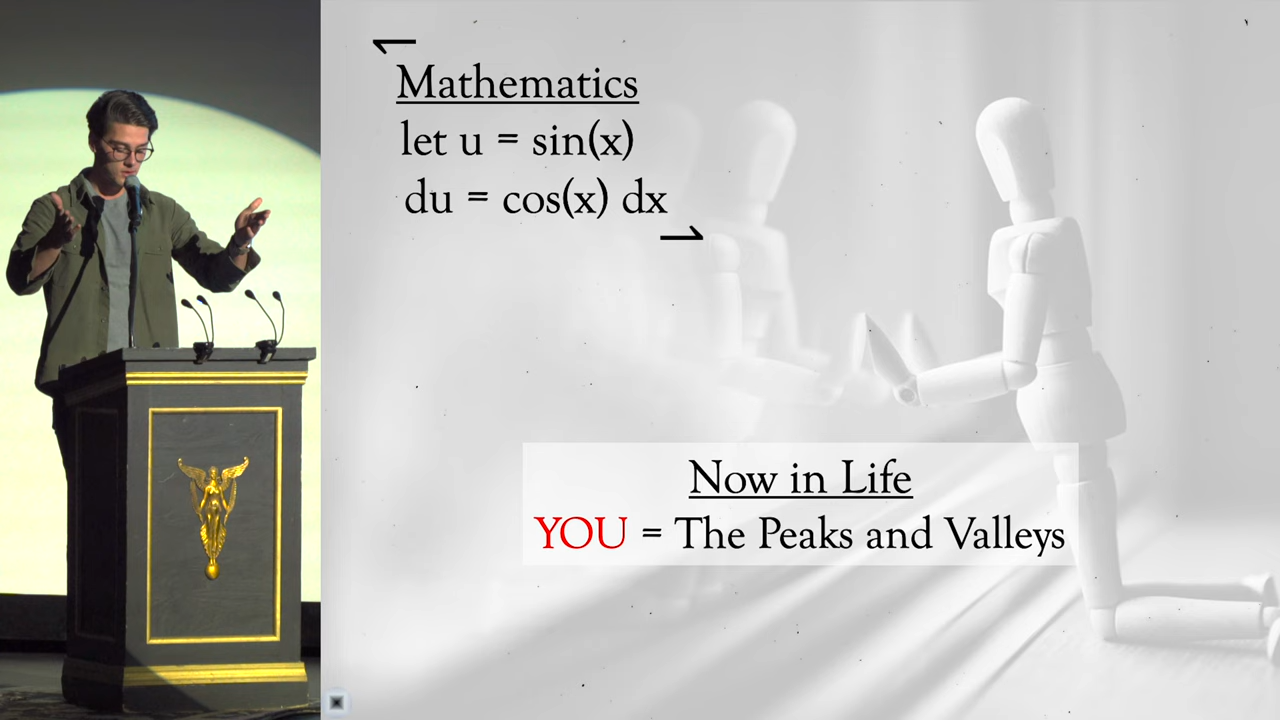 Mathematics
let u = sin(x)
du = cos(x) dx
Now in Life
YOU = The Peaks and Valleys